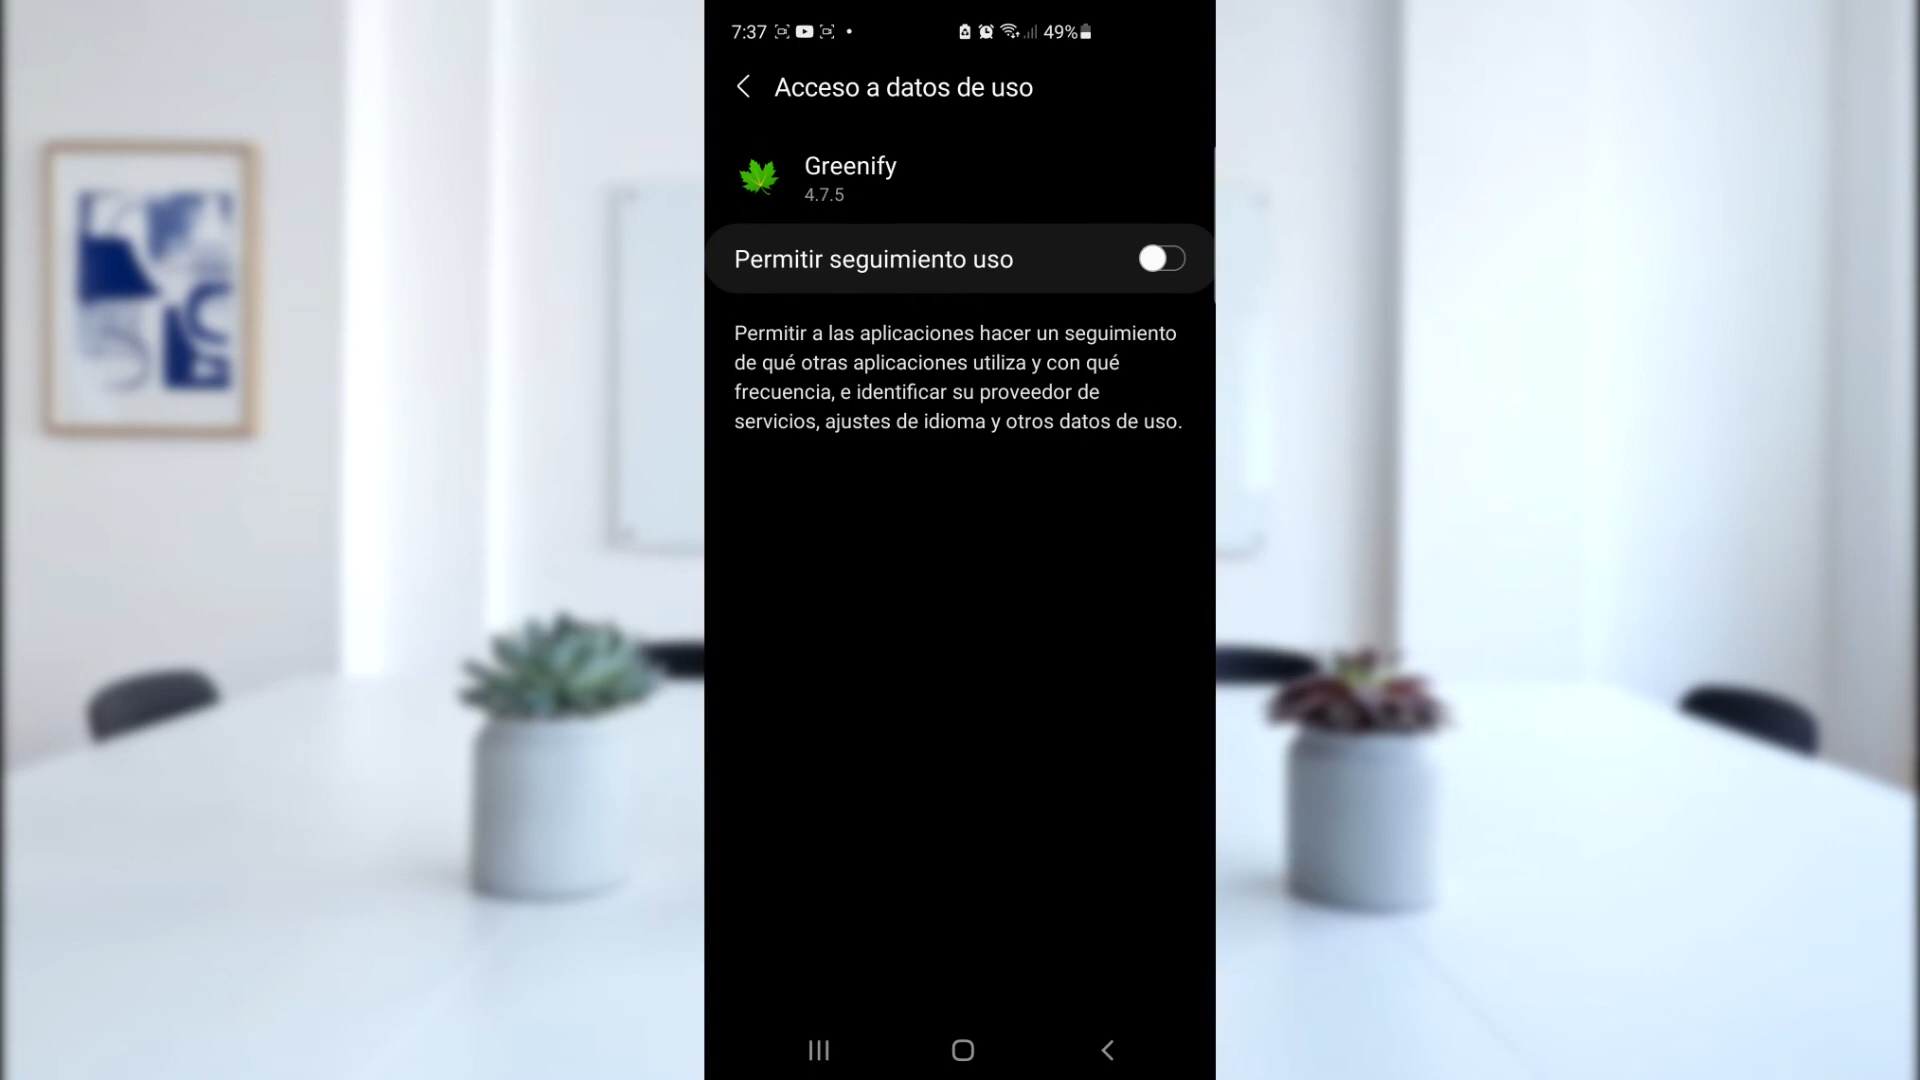 7:37 49%
Acceso a datos de uso
Greenify
4.7.5
Permitir seguimiento uso
Permitir a las aplicaciones hacer un seguimiento
de qué otras aplicaciones utiliza y con qué
frecuencia, e identificar su proveedor de
servicios, ajustes de idioma y otros datos de uso.